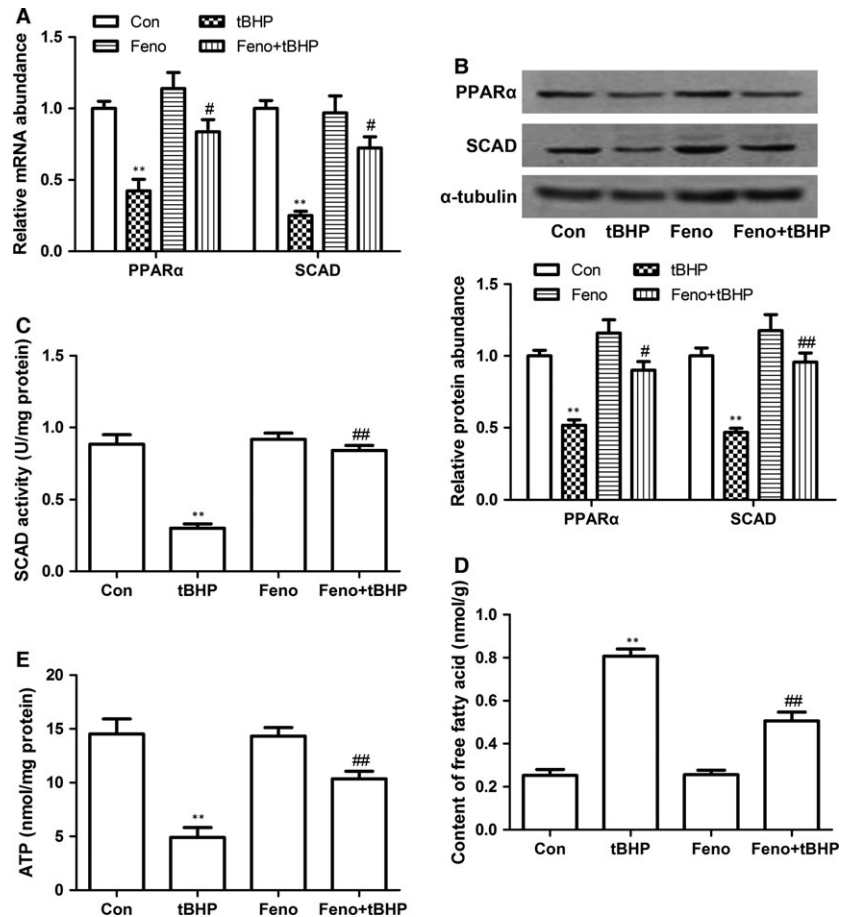 A
Con tBHP
Feno Feno+tBHP
Relative mRNA abundance
1.5
1.0
0.5
0.0
** # ** #
PPARα SCAD
B
PPARα
SCAD
α-tubulin
Con tBHP Feno Feno+tBHP
Con tBHP
Feno Feno+tBHP
Relative protein abundance
1.5
1.0
0.5
0.0
** # ** ##
PPARα SCAD
C
SCAD activity (U/mg protein)
1.5
1.0
0.5
0.0
** ##
Con tBHP Feno Feno+tBHP
D
Content of free fatty acid (nmol/g)
1.0
0.8
0.6
0.4
0.2
0.0
** ##
Con tBHP Feno Feno+tBHP
E
ATP (nmol/mg protein)
20
15
10
5
0
** ##
Con tBHP Feno Feno+tBHP